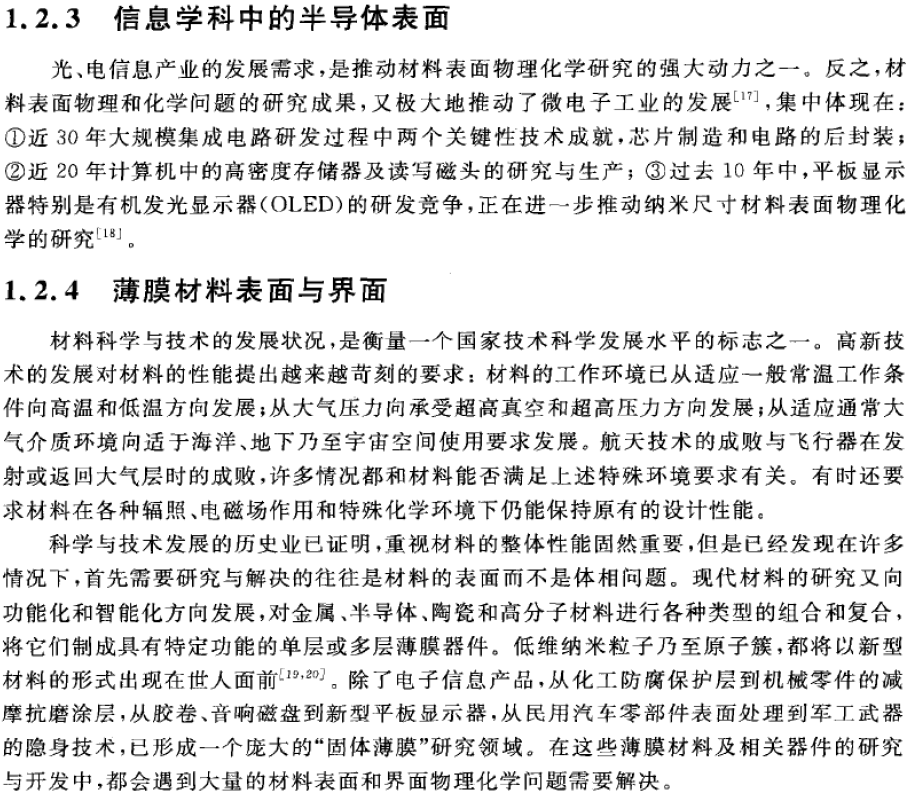 1.2.3 信息学科中的半导体表面
光、电信息产业的发展需求,是推动材料表面物理化学研究的强大动力之一。反之,材
料表面物理和化学问题的研究成果,又极大地推动了微电子工业的发展[17],集中体现在:
①近 30 年大规模集成电路研发过程中两个关键性技术成就,芯片制造和电路的后封装;
②近 20 年计算机中的高密度存储器及读写磁头的研究与生产;③过去 10 年中,平板显示
器特别是有机发光显示器(OLED)的研发竞争,正在进一步推动纳米尺寸材料表面物理化
学的研究[18]。
1.2.4 薄膜材料表面与界面
材料科学与技术的发展状况,是衡量一个国家技术科学发展水平的标志之一。高新技
术的发展对材料的性能提出越来越苛刻的要求:材料的工作环境已从适应一般常温工作条
件向高温和低温方向发展;从大气压力向承受超高真空和超高压力方向发展;从适应通常大
气介质环境向适于海洋、地下乃至宇宙空间使用要求发展。航天技术的成败与飞行器在发
射或返回大气层时的成败,许多情况都和材料能否满足上述特殊环境要求有关。有时还要
求材料在各种辐照、电磁场作用和特殊化学环境下仍能保持原有的设计性能。
科学与技术发展的历史业已证明,重视材料的整体性能固然重要,但是已经发现在许多
情况下,首先需要研究与解决的往往是材料的表面而不是体相问题。现代材料的研究又向
功能化和智能化方向发展,对金属、半导体、陶瓷和高分子材料进行各种类型的组合和复合,
将它们制成具有特定功能的单层或多层薄膜器件。低维纳米粒子乃至原子簇,都将以新型
材料的形式出现在世人面前[19,20]。除了电子信息产品,从化工防腐保护层到机械零件的减
摩抗磨涂层,从胶卷、音响磁盘到新型平板显示器,从民用汽车零部件表面处理到军工武器
的隐身技术,已形成一个庞大的“固体薄膜”研究领域。在这些薄膜材料及相关器件的研究
与开发中,都会遇到大量的材料表面和界面物理化学问题需要解决。